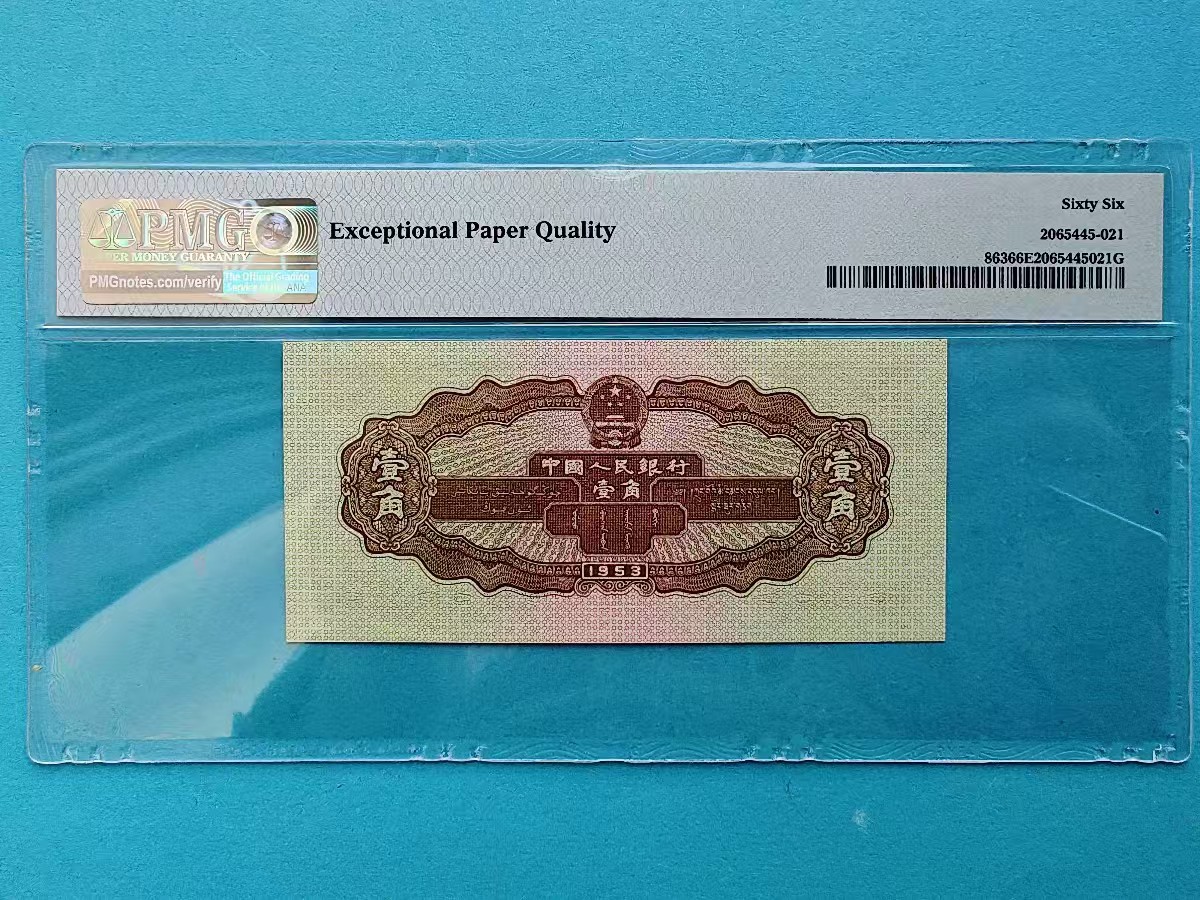 PMG
PER MONEY GUARANTY
PMGnotes.com/verify
The Official Grading
Service of the ANA
Exceptional Paper Quality
Sixty Six
2065445-021
86366E2065445021G
中國人民銀行
壹角
壹角
壹角
1953